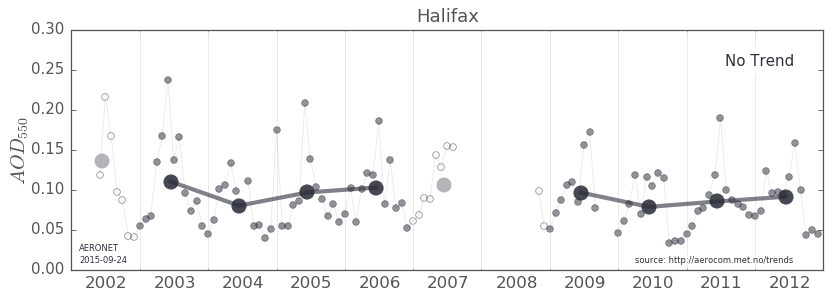 Halifax
0.30
0.25
0.20
0.15
0.10
0.05
0.00
AOD550
No Trend
AERONET
2015-09-24
source: http://aerocom.met.no/trends
2002 2003 2004 2005 2006 2007 2008 2009 2010 2011 2012